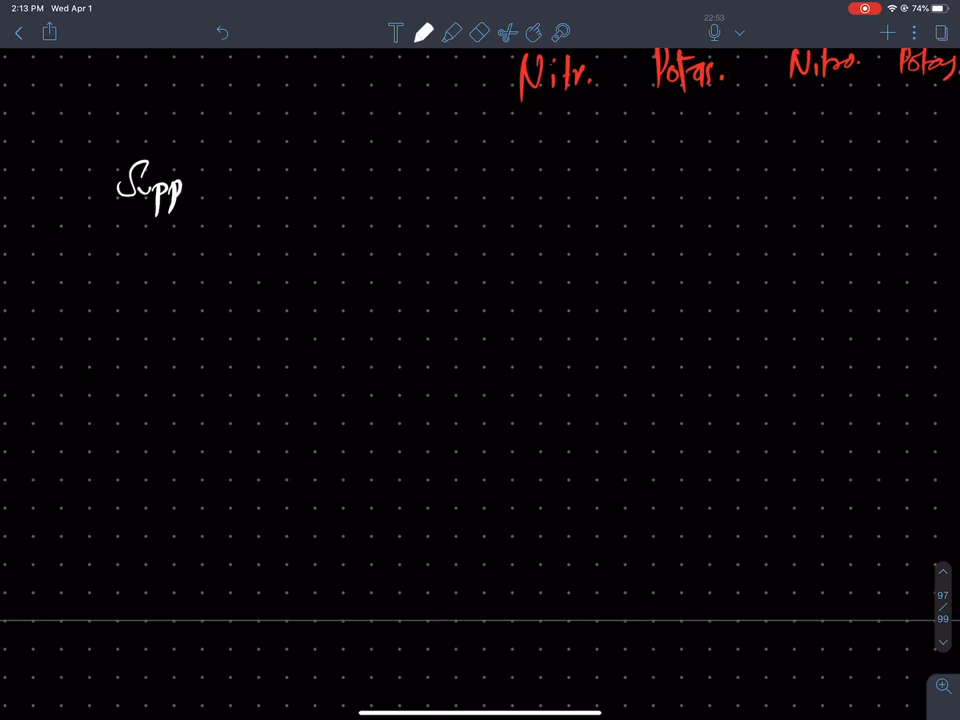 2:13 PM Wed Apr 1 74%
22:53
Nitr. Potas. Nitro. Potas.
Supp
97
/
99